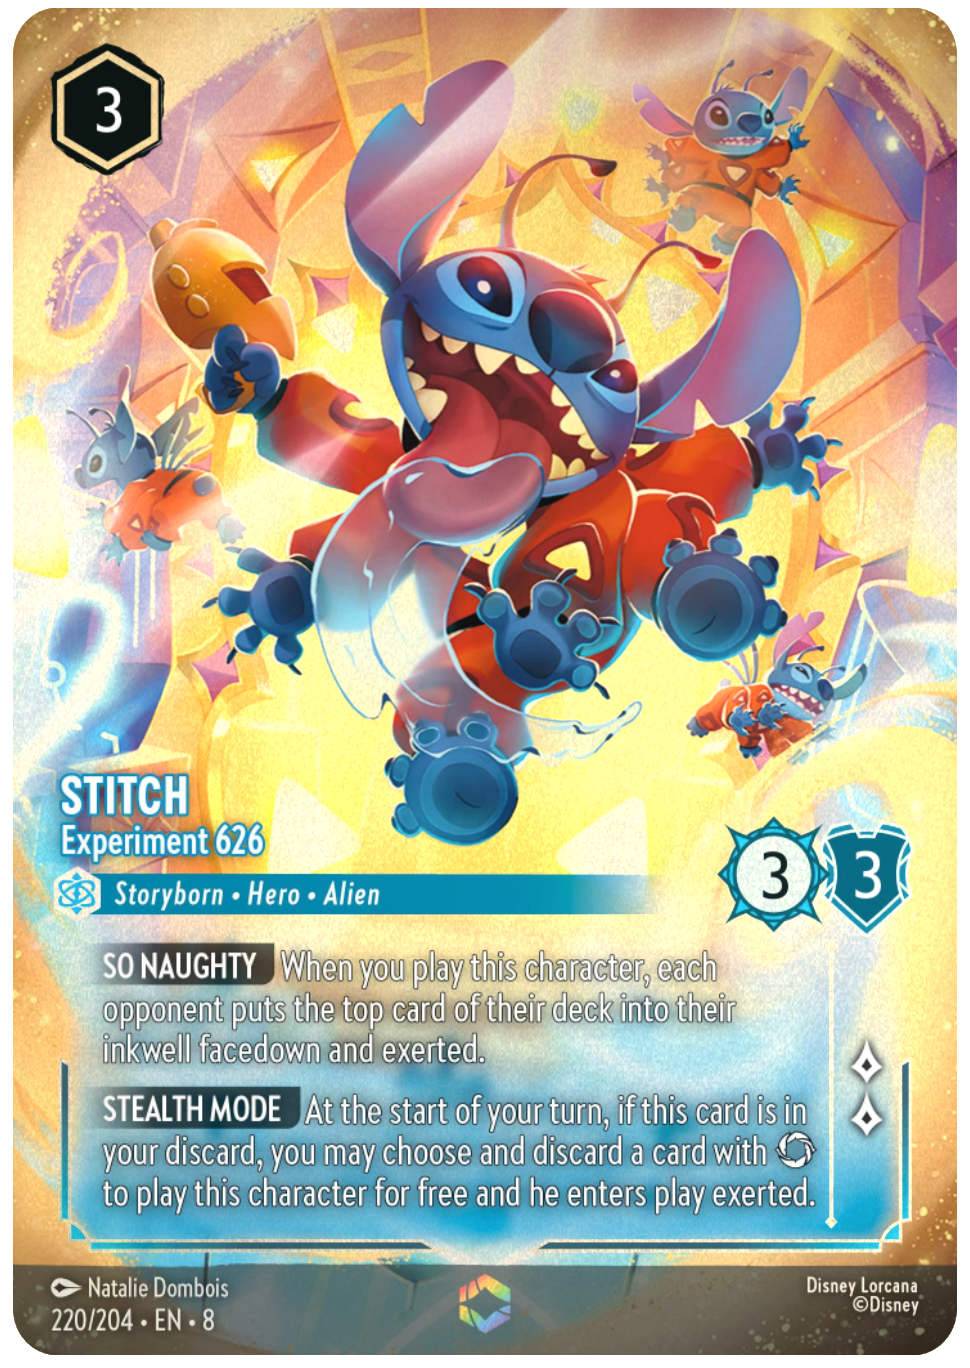 3
STITCH
Experiment 626
Storyborn • Hero • Alien
3 3
SO NAUGHTY When you play this character, each
opponent puts the top card of their deck into their
inkwell facedown and exerted.
STEALTH MODE At the start of your turn, if this card is in
your discard, you may choose and discard a card with
to play this character for free and he enters play exerted.
Natalie Dombois
220/204 • EN • 8
Disney Lorcana
©Disney